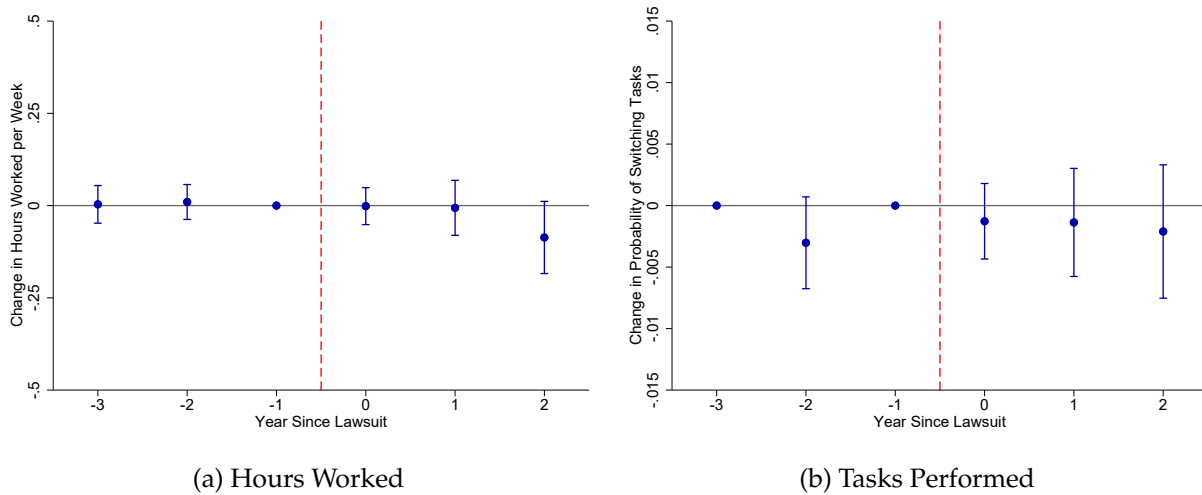 Change in Hours Worked per Week
.5
.25
0
-.25
-.5
-3 -2 -1 0 1 2
Year Since Lawsuit
(a) Hours Worked
Change in Probability of Switching Tasks
.015
.01
.005
0
-.005
-.01
-.015
-3 -2 -1 0 1 2
Year Since Lawsuit
(b) Tasks Performed